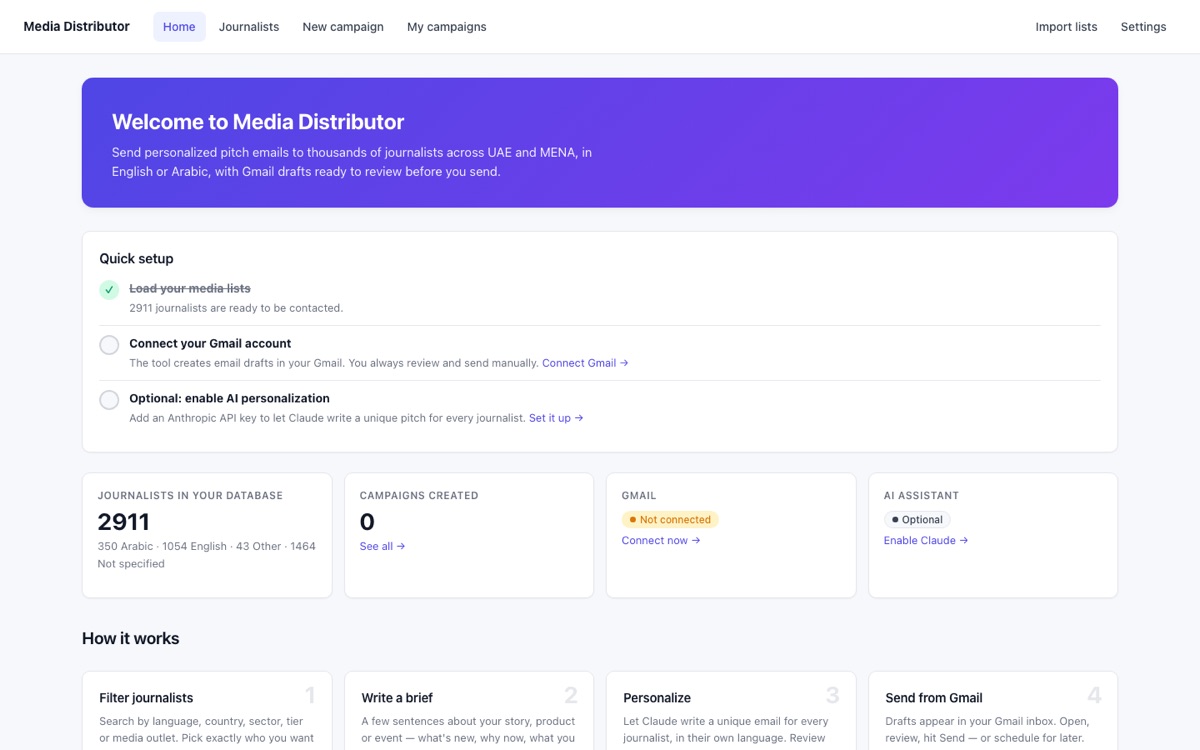 Media Distributor
Home
Journalists
New campaign
My campaigns
Import lists
Settings
Welcome to Media Distributor
Send personalized pitch emails to thousands of journalists across UAE and MENA, in
English or Arabic, with Gmail drafts ready to review before you send.
Quick setup
Load your media lists
2911 journalists are ready to be contacted.
Connect your Gmail account
The tool creates email drafts in your Gmail. You always review and send manually. Connect Gmail →
Optional: enable AI personalization
Add an Anthropic API key to let Claude write a unique pitch for every journalist. Set it up →
JOURNALISTS IN YOUR DATABASE
2911
350 Arabic · 1054 English · 43 Other · 1464
Not specified
CAMPAIGNS CREATED
0
See all →
GMAIL
Not connected
Connect now →
AI ASSISTANT
Optional
Enable Claude →
How it works
Filter journalists
1
Search by language, country, sector, tier
or media outlet. Pick exactly who you want
Write a brief
2
A few sentences about your story, product
or event — what's new, why now, what you
Personalize
3
Let Claude write a unique email for every
journalist, in their own language. Review
Send from Gmail
4
Drafts appear in your Gmail inbox. Open,
review, hit Send — or schedule for later.